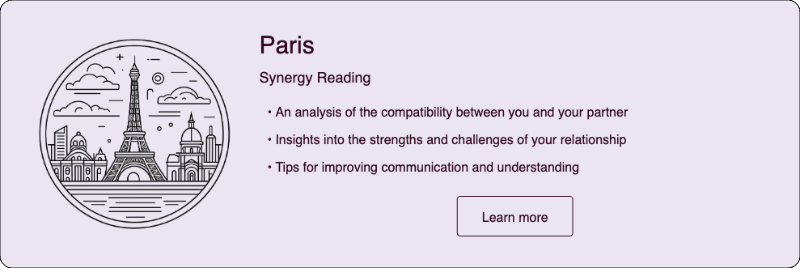 Paris
Synergy Reading
• An analysis of the compatibility between you and your partner
• Insights into the strengths and challenges of your relationship
• Tips for improving communication and understanding
Learn more